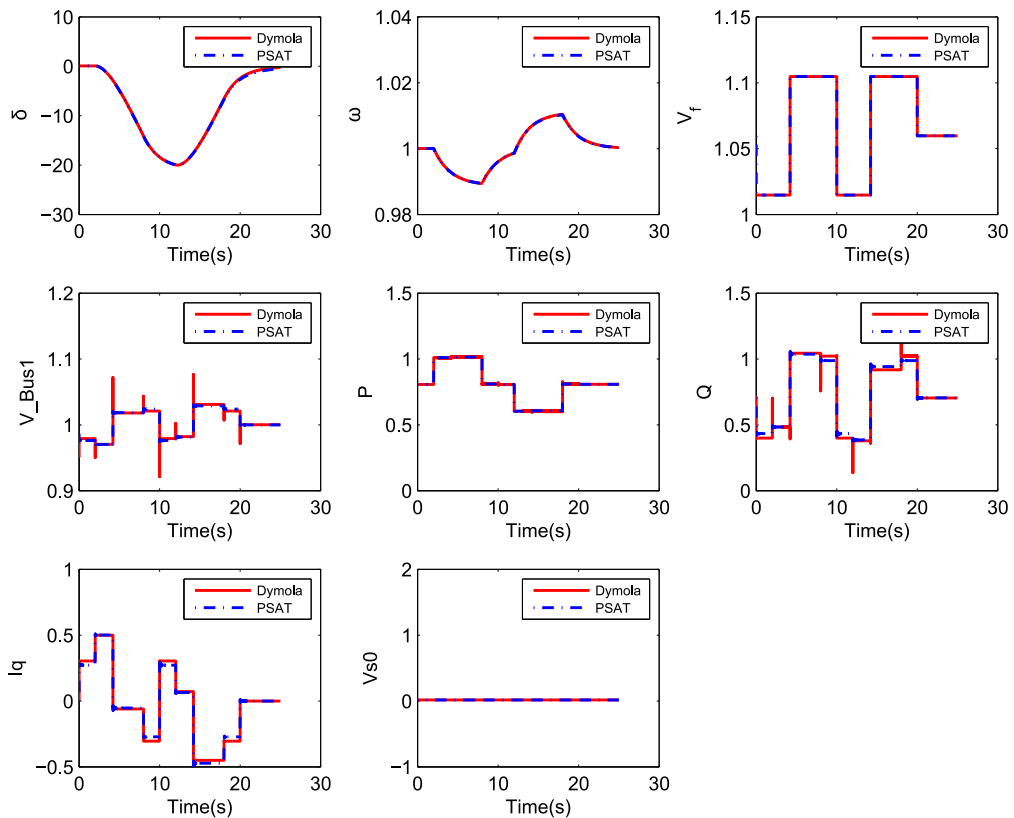 10
0
−10
−20
−30
δ
0 10 20 30
Time(s)
Dymola
PSAT
1.04
1.02
1
0.98
ω
0 10 20 30
Time(s)
Dymola
PSAT
1.15
1.1
1.05
1
V_f
0 10 20 30
Time(s)
Dymola
PSAT
1.2
1.1
1
0.9
V_Bus1
0 10 20 30
Time(s)
Dymola
PSAT
1.5
1
0.5
0
P
0 10 20 30
Time(s)
Dymola
PSAT
1.5
1
0.5
0
Q
0 10 20 30
Time(s)
Dymola
PSAT
1
0.5
0
−0.5
Iq
0 10 20 30
Time(s)
Dymola
PSAT
2
1
0
−1
Vs0
0 10 20 30
Time(s)
Dymola
PSAT